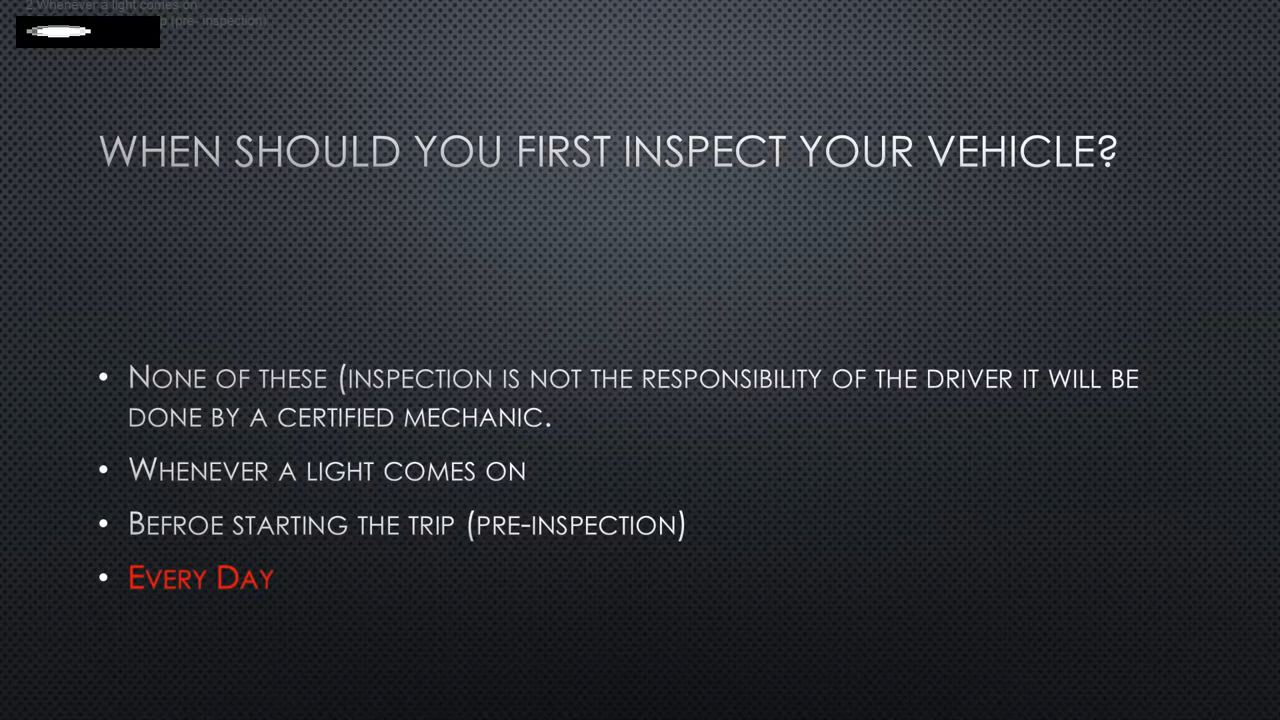 2.Whenever a light comes on
(pre- Inspection)
WHEN SHOULD YOU FIRST INSPECT YOUR VEHICLE?
• NONE OF THESE (INSPECTION IS NOT THE RESPONSIBILITY OF THE DRIVER IT WILL BE
DONE BY A CERTIFIED MECHANIC.
• WHENEVER A LIGHT COMES ON
• BEFROE STARTING THE TRIP (PRE-INSPECTION)
• EVERY DAY